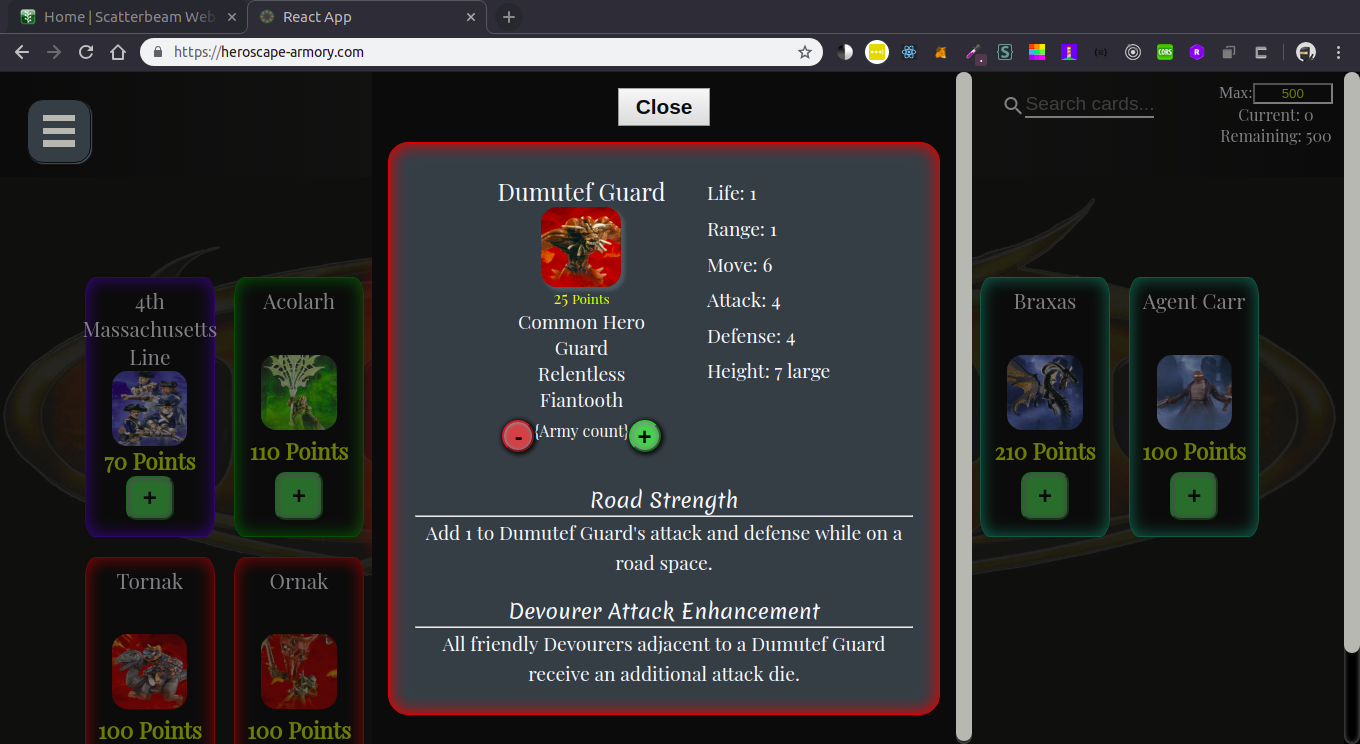 Home | Scatterbeam Web
React App
https://heroscape-armory.com
CORS
R
Close
Search cards...
Max: 500
Current: 0
Remaining: 500
Dumutef Guard
25 Points
Common Hero
Guard
Relentless
Fiantooth
- {Army count} +
Life: 1
Range: 1
Move: 6
Attack: 4
Defense: 4
Height: 7 large
Road Strength
Add 1 to Dumutef Guard's attack and defense while on a
road space.
Devourer Attack Enhancement
All friendly Devourers adjacent to a Dumutef Guard
receive an additional attack die.
4th
Massachusetts
Line
70 Points
+
Acolarh
110 Points
+
Braxas
210 Points
+
Agent Carr
100 Points
+
Tornak
100 Points
Ornak
100 Points